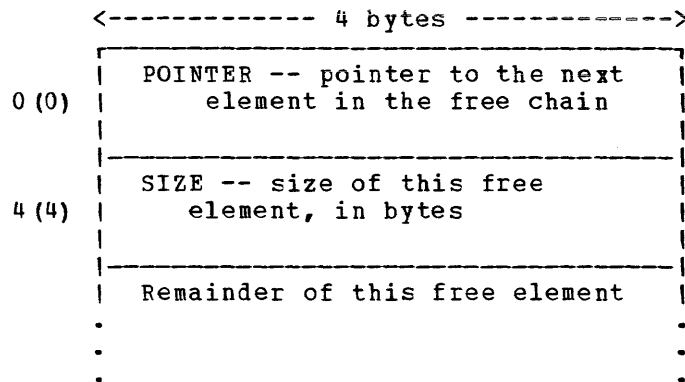 <------------- 4 bytes ------------->
POINTER -- pointer to the next
0 (0) element in the free chain
SIZE -- size of this free
4 (4) element, in bytes
Remainder of this free element